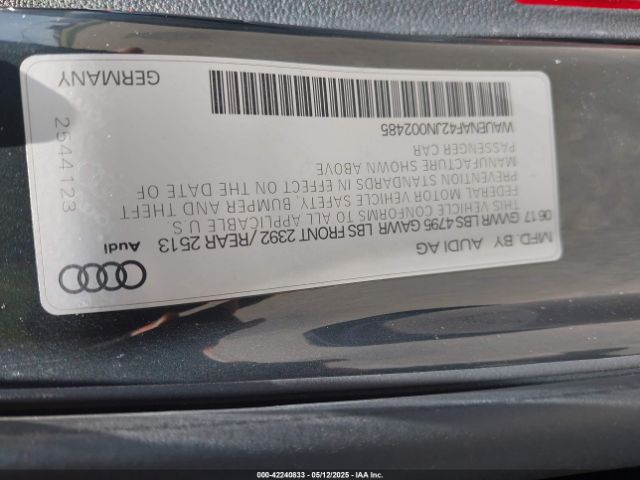 MFD. BY AUDI AG
06.17 GVWR LBS 4795 GAWR LBS FRONT 2392 / REAR 2513
THIS VEHICLE CONFORMS TO ALL APPLICABLE U.S.
FEDERAL MOTOR VEHICLE SAFETY, BUMPER AND THEFT
PREVENTION STANDARDS IN EFFECT ON THE DATE OF
MANUFACTURE SHOWN ABOVE
PASSENGER CAR
WAUENAF42JN002485
Audi
2544123
GERMANY
000-42240833 - 05/12/2025 - IAA Inc.